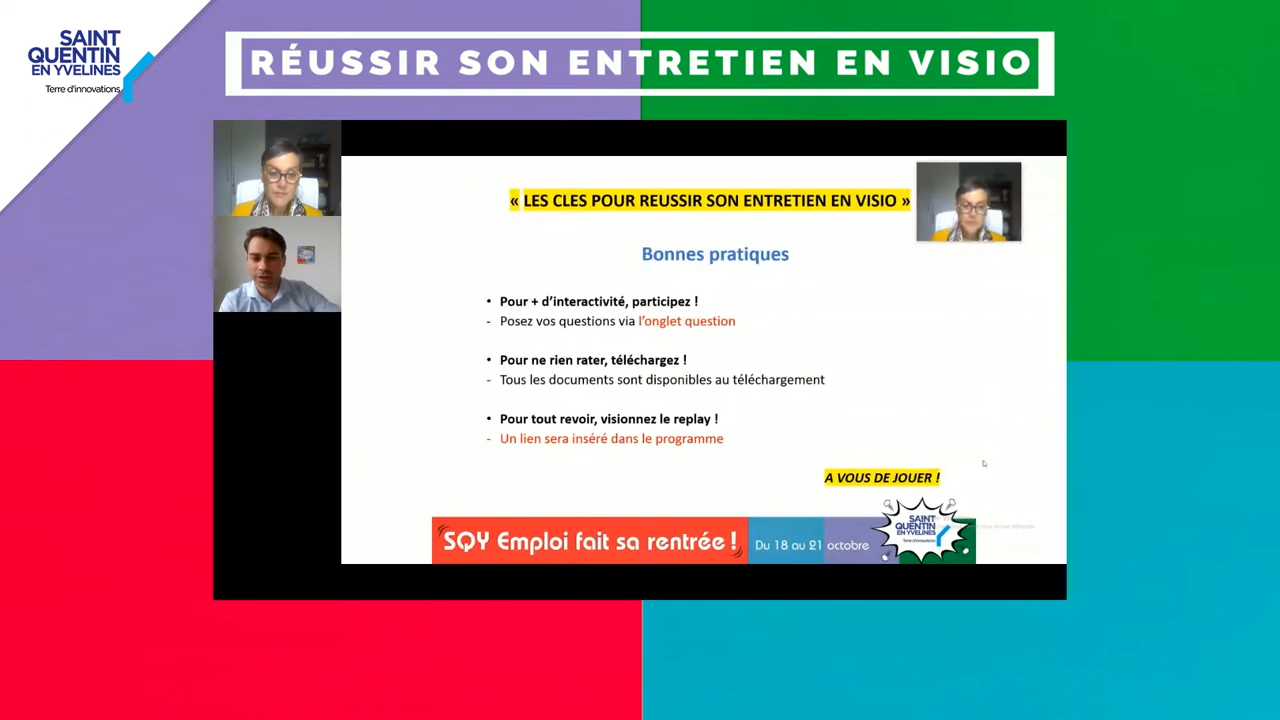 SAINT
QUENTIN
EN YVELINES
Terre d'innovations
RÉUSSIR SON ENTRETIEN EN VISIO
« LES CLES POUR REUSSIR SON ENTRETIEN EN VISIO »
Bonnes pratiques
• Pour + d'interactivité, participez !
- Posez vos questions via l'onglet question
• Pour ne rien rater, téléchargez !
- Tous les documents sont disponibles au téléchargement
• Pour tout revoir, visionnez le replay !
- Un lien sera inséré dans le programme
A VOUS DE JOUER !
SQY Emploi fait sa rentrée !
Du 18 au 21 octobre
SAINT
QUENTIN
EN YVELINES
Terre d'innovations